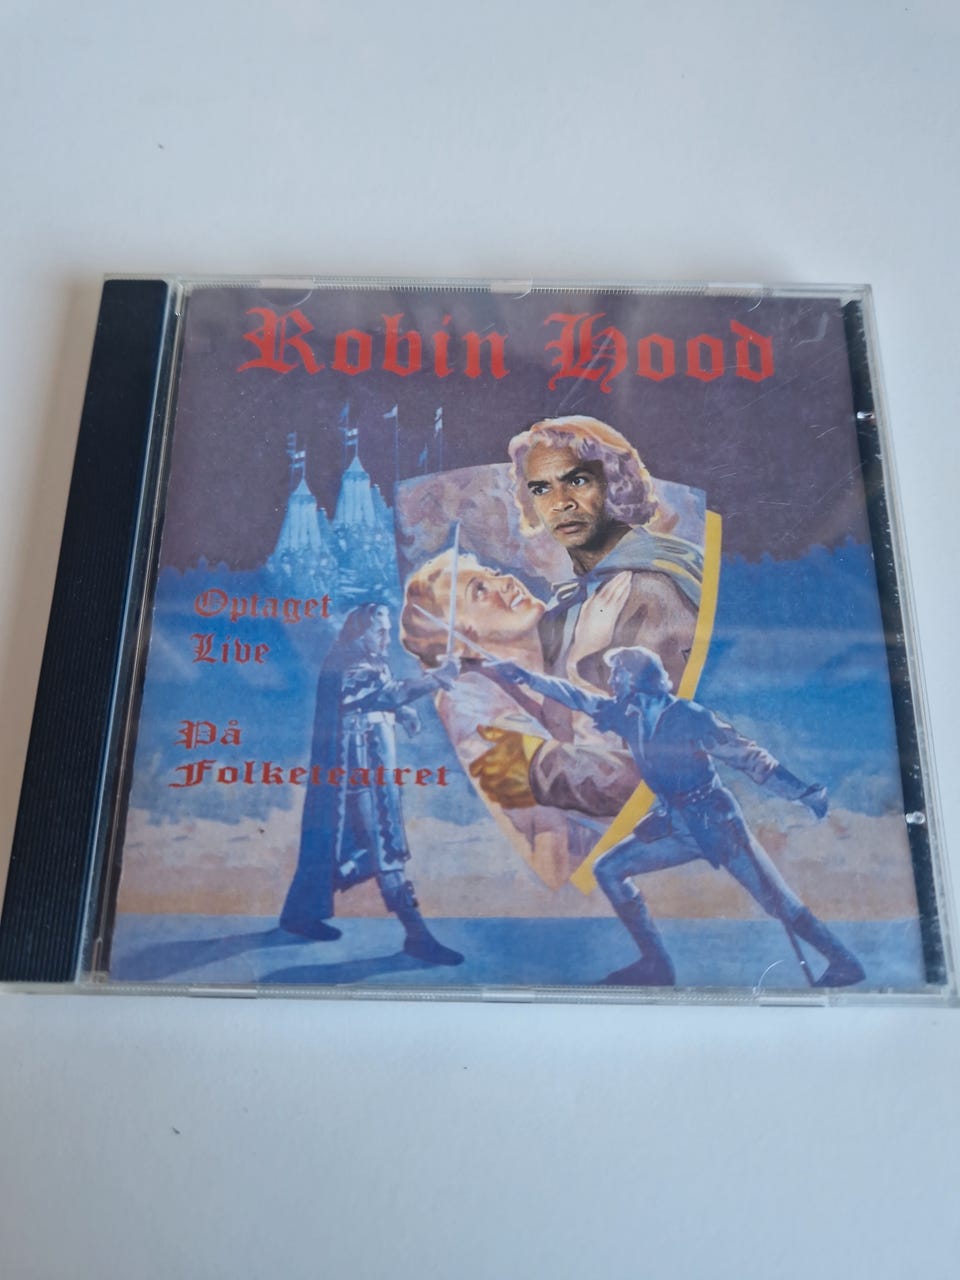 Robin Hood
Optaget
Live
På
Folketeatret